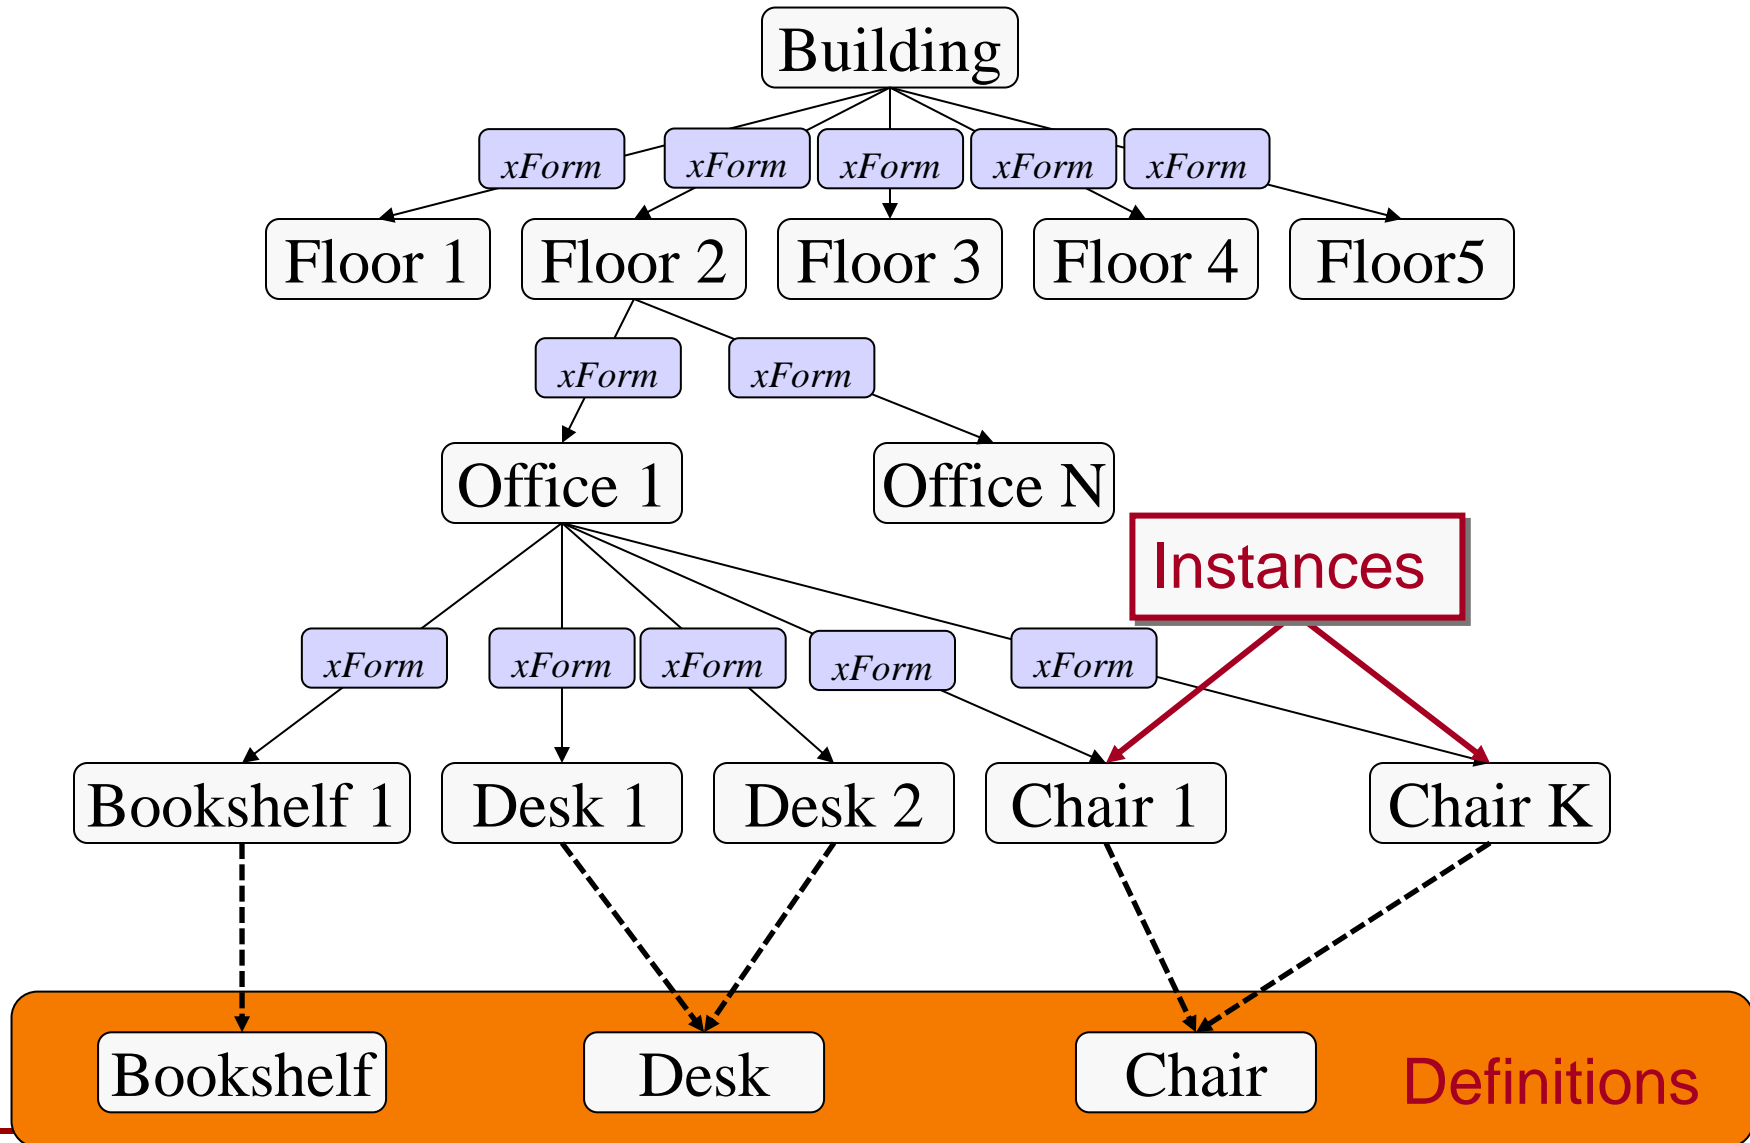 Building
xForm
xForm
xForm
xForm
xForm
Floor 1
Floor 2
Floor 3
Floor 4
Floor5
xForm
xForm
Office 1
Office N
Instances
xForm
xForm
xForm
xForm
xForm
Bookshelf 1
Desk 1
Desk 2
Chair 1
Chair K
Bookshelf
Desk
Chair
Definitions